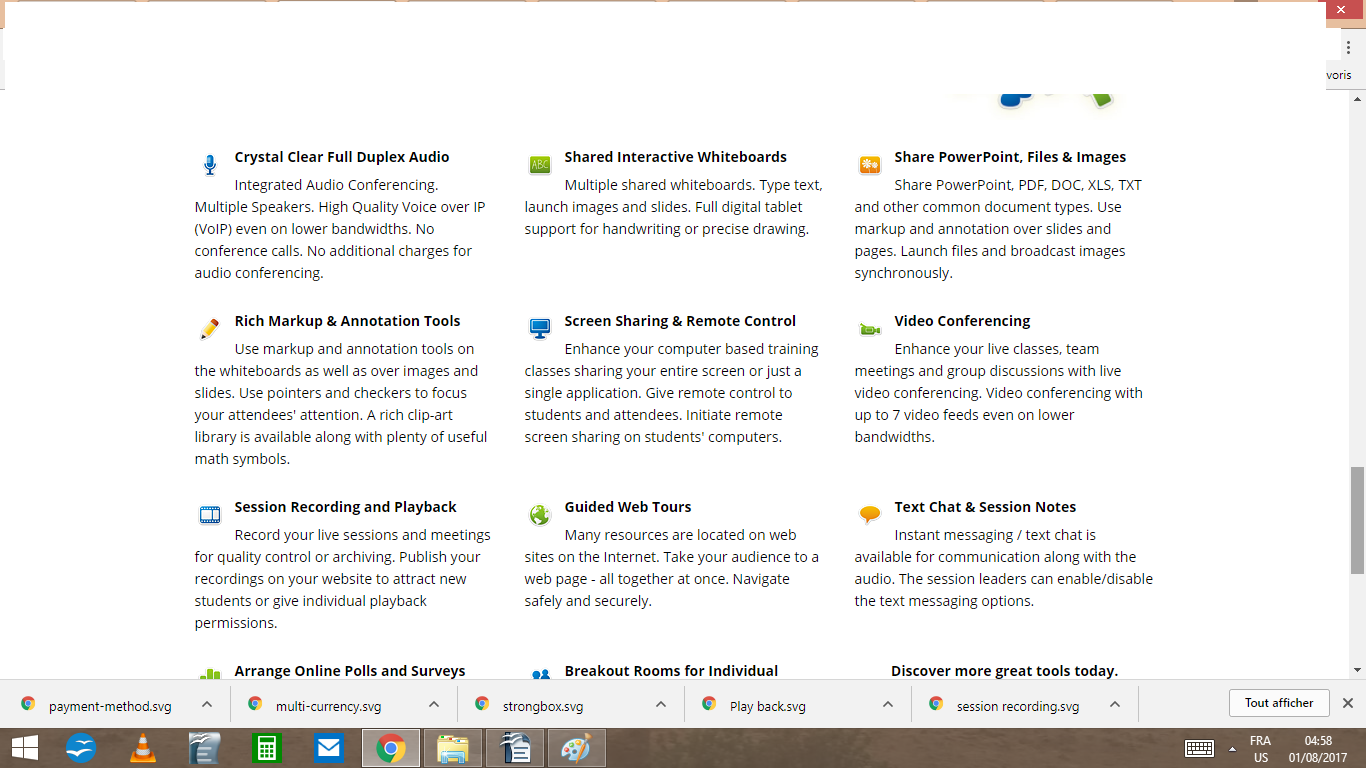 voris
Crystal Clear Full Duplex Audio
Integrated Audio Conferencing.
Multiple Speakers. High Quality Voice over IP
(VoIP) even on lower bandwidths. No
conference calls. No additional charges for
audio conferencing.
ABC
Shared Interactive Whiteboards
Multiple shared whiteboards. Type text,
launch images and slides. Full digital tablet
support for handwriting or precise drawing.
Share PowerPoint, Files & Images
Share PowerPoint, PDF, DOC, XLS, TXT
and other common document types. Use
markup and annotation over slides and
pages. Launch files and broadcast images
synchronously.
Rich Markup & Annotation Tools
Use markup and annotation tools on
the whiteboards as well as over images and
slides. Use pointers and checkers to focus
your attendees' attention. A rich clip-art
library is available along with plenty of useful
math symbols.
Screen Sharing & Remote Control
Enhance your computer based training
classes sharing your entire screen or just a
single application. Give remote control to
students and attendees. Initiate remote
screen sharing on students' computers.
Video Conferencing
Enhance your live classes, team
meetings and group discussions with live
video conferencing. Video conferencing with
up to 7 video feeds even on lower
bandwidths.
Session Recording and Playback
Record your live sessions and meetings
for quality control or archiving. Publish your
recordings on your website to attract new
students or give individual playback
permissions.
Guided Web Tours
Many resources are located on web
sites on the Internet. Take your audience to a
web page - all together at once. Navigate
safely and securely.
Text Chat & Session Notes
Instant messaging / text chat is
available for communication along with the
audio. The session leaders can enable/disable
the text messaging options.
Arrange Online Polls and Surveys
Breakout Rooms for Individual
Discover more great tools today.
payment-method.svg
multi-currency.svg
strongbox.svg
Play back.svg
session recording.svg
Tout afficher
FRA
US
04:58
01/08/2017